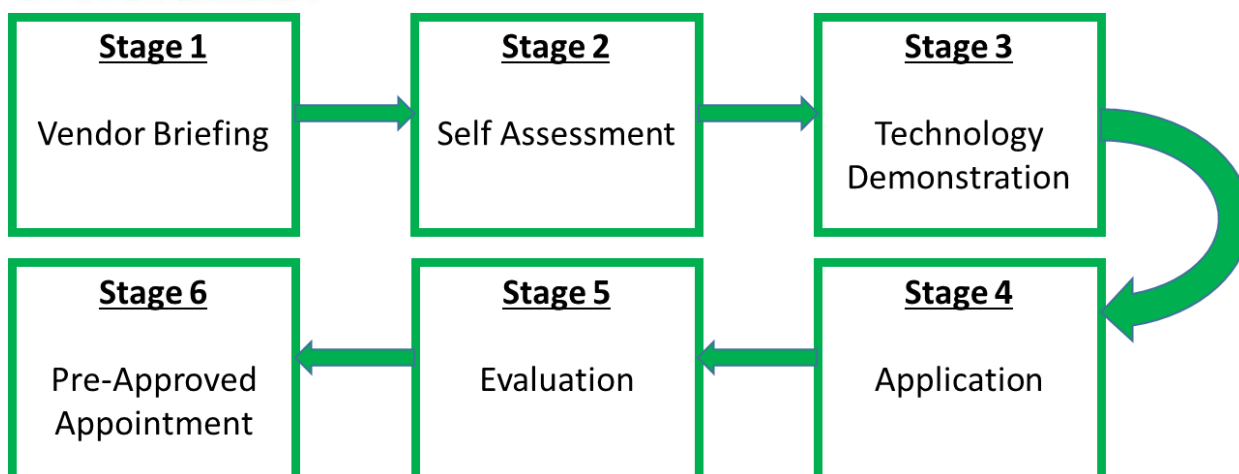 Stage 1
Vendor Briefing
Stage 2
Self Assessment
Stage 3
Technology
Demonstration
Stage 4
Application
Stage 5
Evaluation
Stage 6
Pre-Approved
Appointment